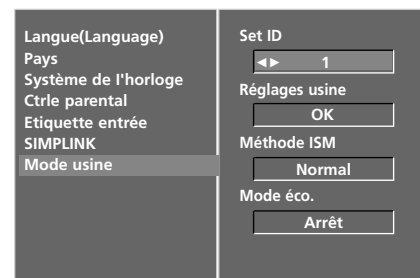 Langue(Language)
Pays
Système de l'horloge
Ctrle parental
Etiquette entrée
SIMPLINK
Mode usine
Set ID
◄► 1
Réglages usine
OK
Méthode ISM
Normal
Mode éco.
Arrêt